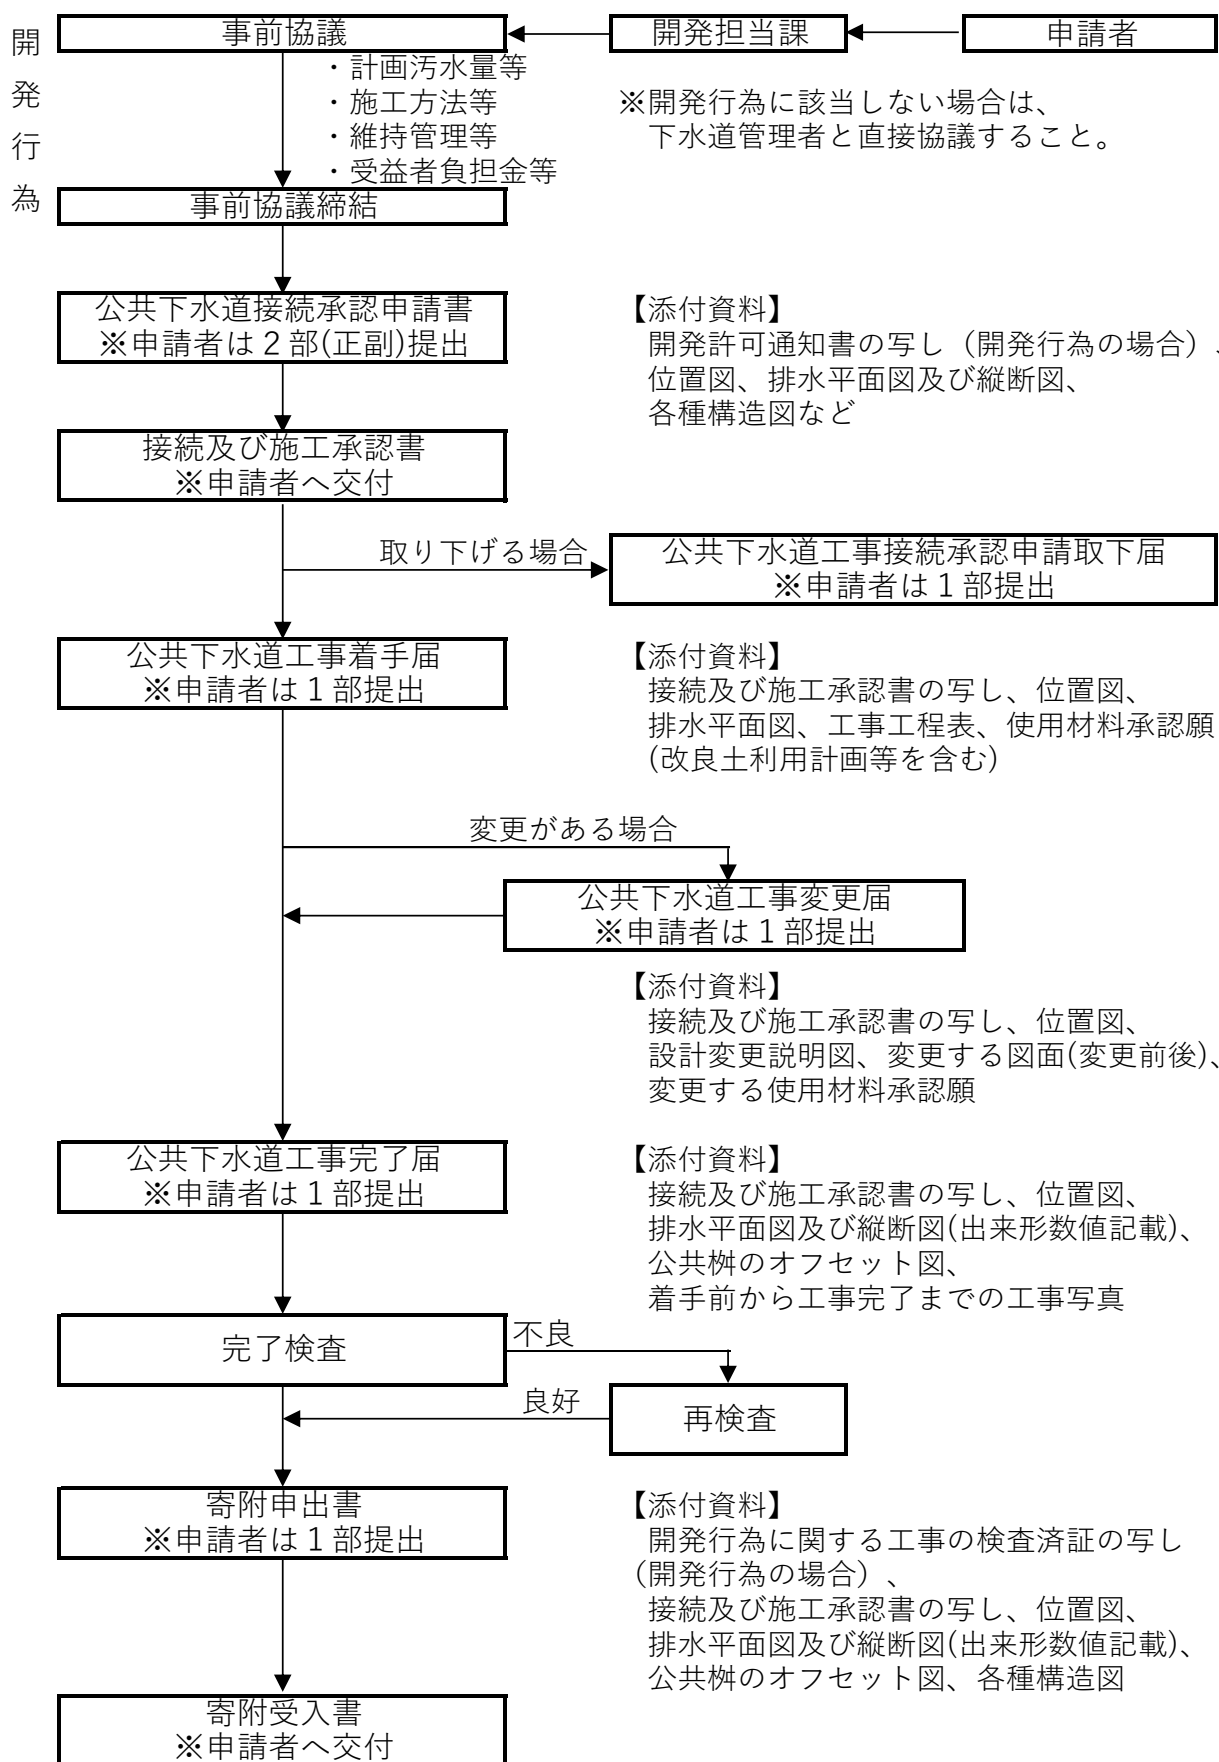 開発行為
事前協議
開発担当課
申請者
・計画汚水量等
・施工方法等
・維持管理等
・受益者負担金等
※開発行為に該当しない場合は、
下水道管理者と直接協議すること。
事前協議締結
公共下水道接続承認申請書
※申請者は２部(正副)提出
【添付資料】
開発許可通知書の写し（開発行為の場合）、
位置図、排水平面図及び縦断図、
各種構造図など
接続及び施工承認書
※申請者へ交付
取り下げる場合
公共下水道工事接続承認申請取下届
※申請者は１部提出
公共下水道工事着手届
※申請者は１部提出
【添付資料】
接続及び施工承認書の写し、位置図、
排水平面図、工事工程表、使用材料承認願
(改良土利用計画等を含む)
変更がある場合
公共下水道工事変更届
※申請者は１部提出
【添付資料】
接続及び施工承認書の写し、位置図、
設計変更説明図、変更する図面(変更前後)、
変更する使用材料承認願
公共下水道工事完了届
※申請者は１部提出
【添付資料】
接続及び施工承認書の写し、位置図、
排水平面図及び縦断図(出来形数値記載)、
公共桝のオフセット図、
着手前から工事完了までの工事写真
完了検査
不良
良好
再検査
寄附申出書
※申請者は１部提出
【添付資料】
開発行為に関する工事の検査済証の写し
（開発行為の場合）、
接続及び施工承認書の写し、位置図、
排水平面図及び縦断図(出来形数値記載)、
公共桝のオフセット図、各種構造図
寄附受入書
※申請者へ交付